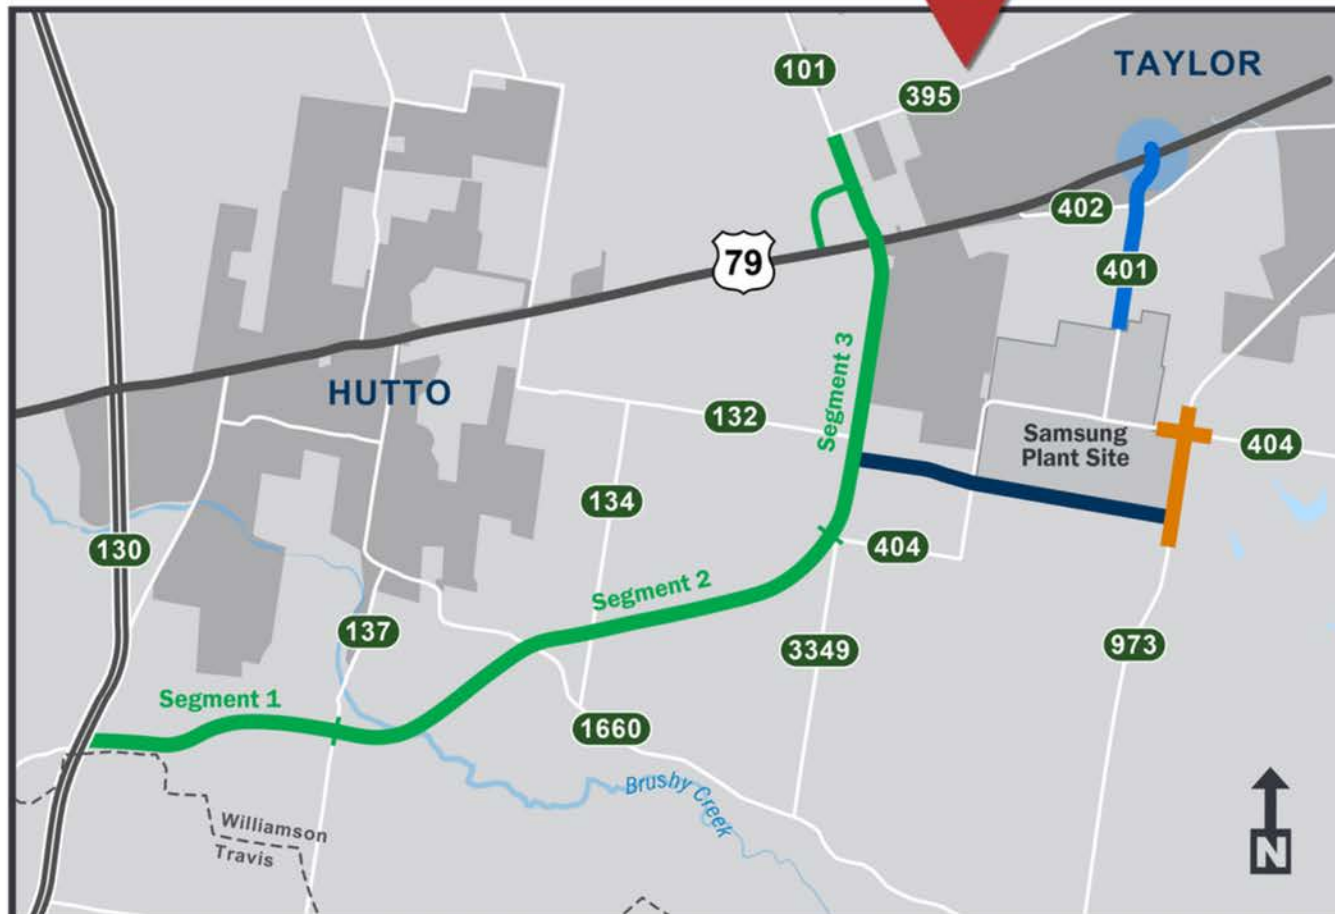 TAYLOR
101
395
402
79
401
Segment 3
HUTTO
132
Samsung
Plant Site
404
134
130
404
Segment 2
137
3349
973
Segment 1
1660
Brushy Creek
Williamson
Travis
N